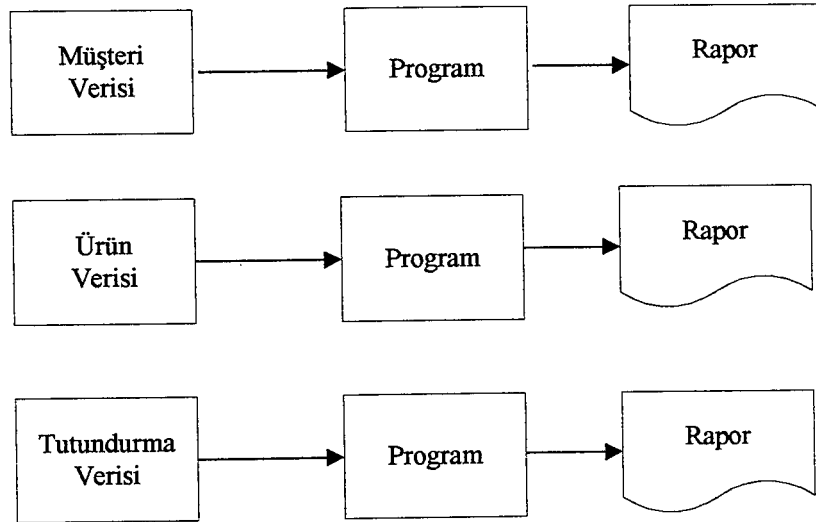 Müşteri
Verisi
Program
Rapor
Ürün
Verisi
Program
Rapor
Tutundurma
Verisi
Program
Rapor